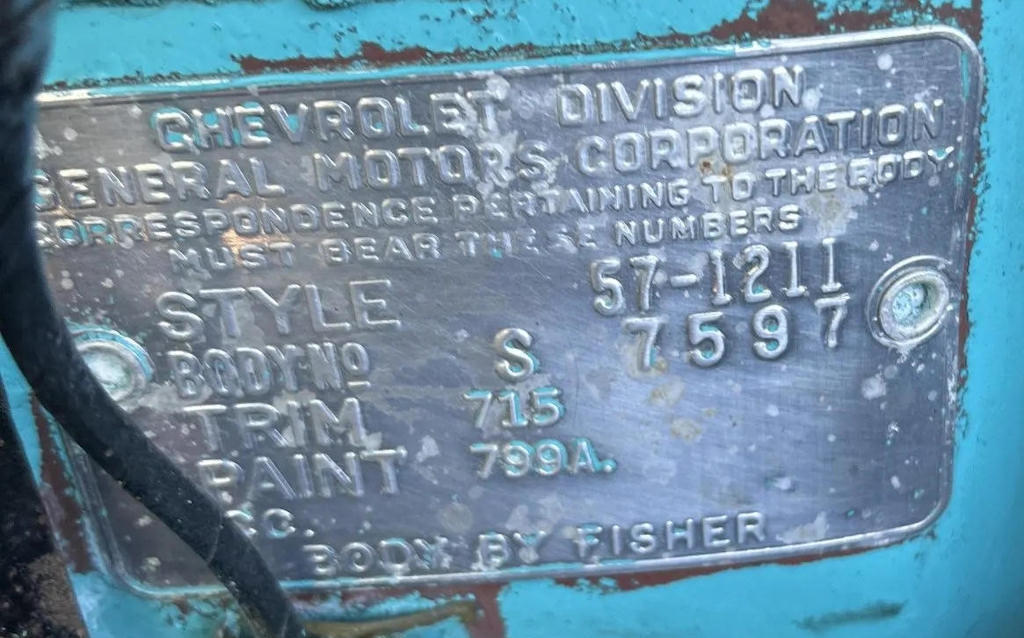 CHEVROLET DIVISION
GENERAL MOTORS CORPORATION
CORRESPONDENCE PERTAINING TO THE BODY
MUST BEAR THESE NUMBERS
STYLE 57-1211
BODY NO S 7597
TRIM 715
PAINT 799A.
CC.
BODY BY FISHER